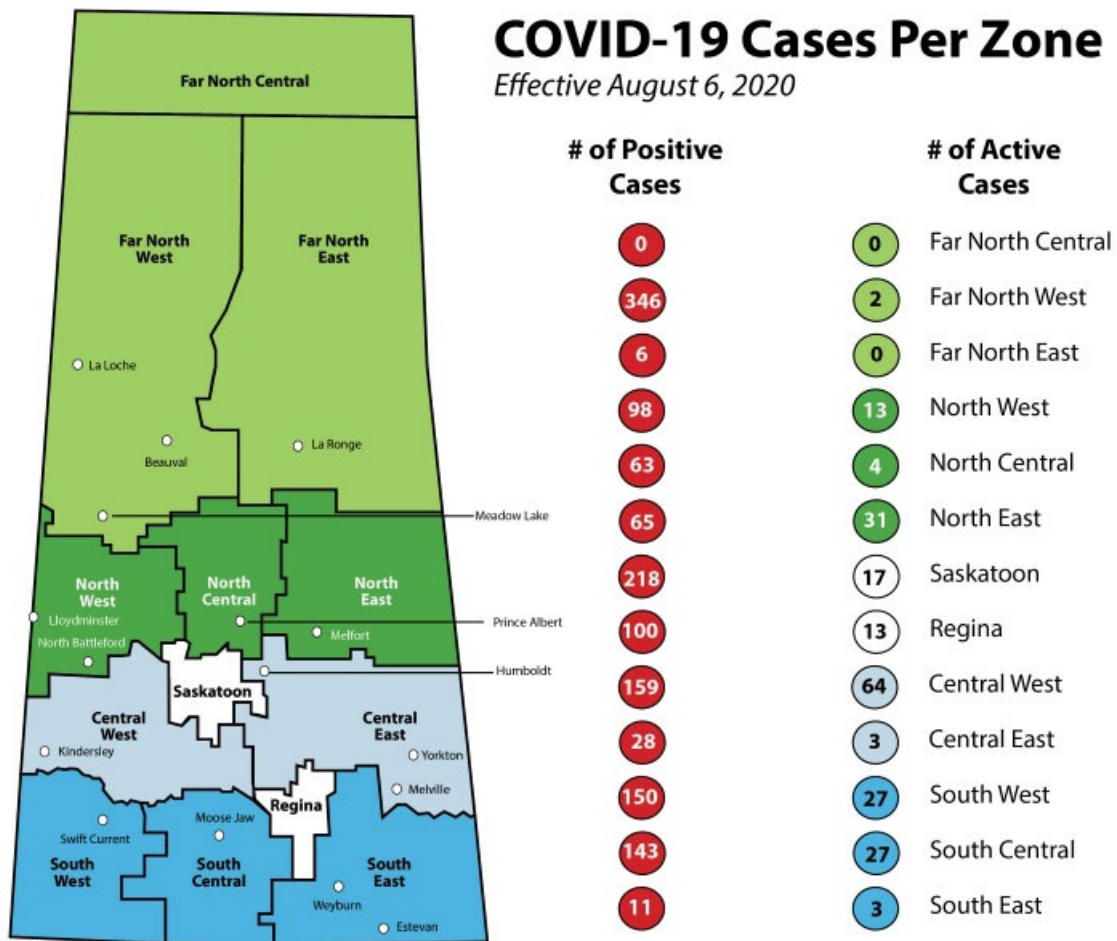 COVID-19 Cases Per Zone
Effective August 6, 2020
# of Positive
Cases
# of Active
Cases
0 0 Far North Central
346 2 Far North West
6 0 Far North East
98 13 North West
63 4 North Central
65 31 North East
218 17 Saskatoon
100 13 Regina
159 64 Central West
28 3 Central East
150 27 South West
143 27 South Central
11 3 South East
Far North Central
Far North
West
Far North
East
La Loche
Beauval
La Ronge
Meadow Lake
North
West
North
Central
North
East
Lloydminster
North Battleford
Prince Albert
Melfort
Humboldt
Saskatoon
Central
West
Central
East
Kindersley
Yorkton
Melville
Regina
Swift Current
Moose Jaw
South
West
South
Central
South
East
Weyburn
Estevan